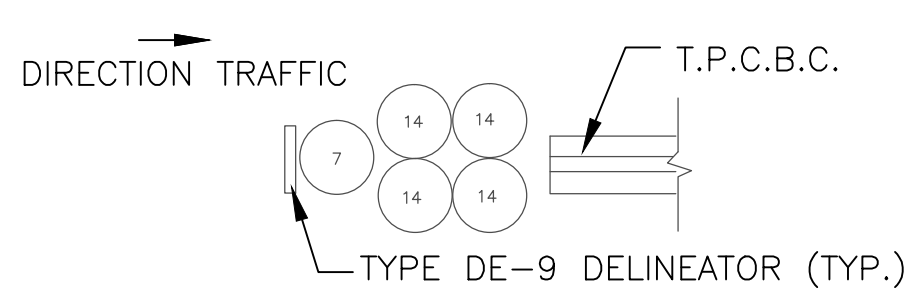 DIRECTION TRAFFIC
T.P.C.B.C.
14 14
7
14 14
TYPE DE-9 DELINEATOR (TYP.)